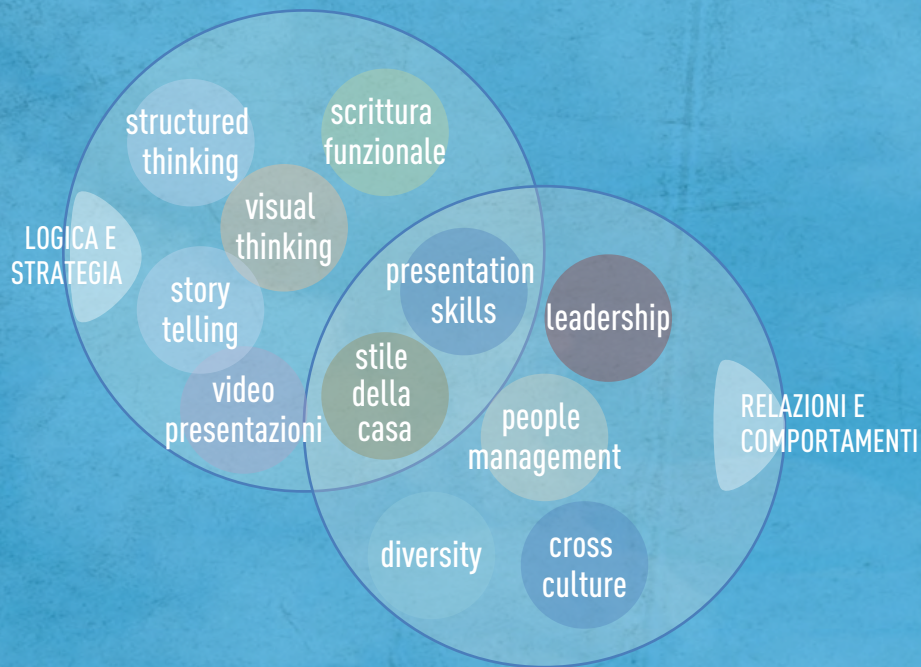 structured
thinking
scrittura
funzionale
visual
thinking
LOGICA E
STRATEGIA
story
telling
presentation
skills
leadership
stile
della
casa
video
presentazioni
people
management
RELAZIONI E
COMPORTAMENTI
diversity
cross
culture